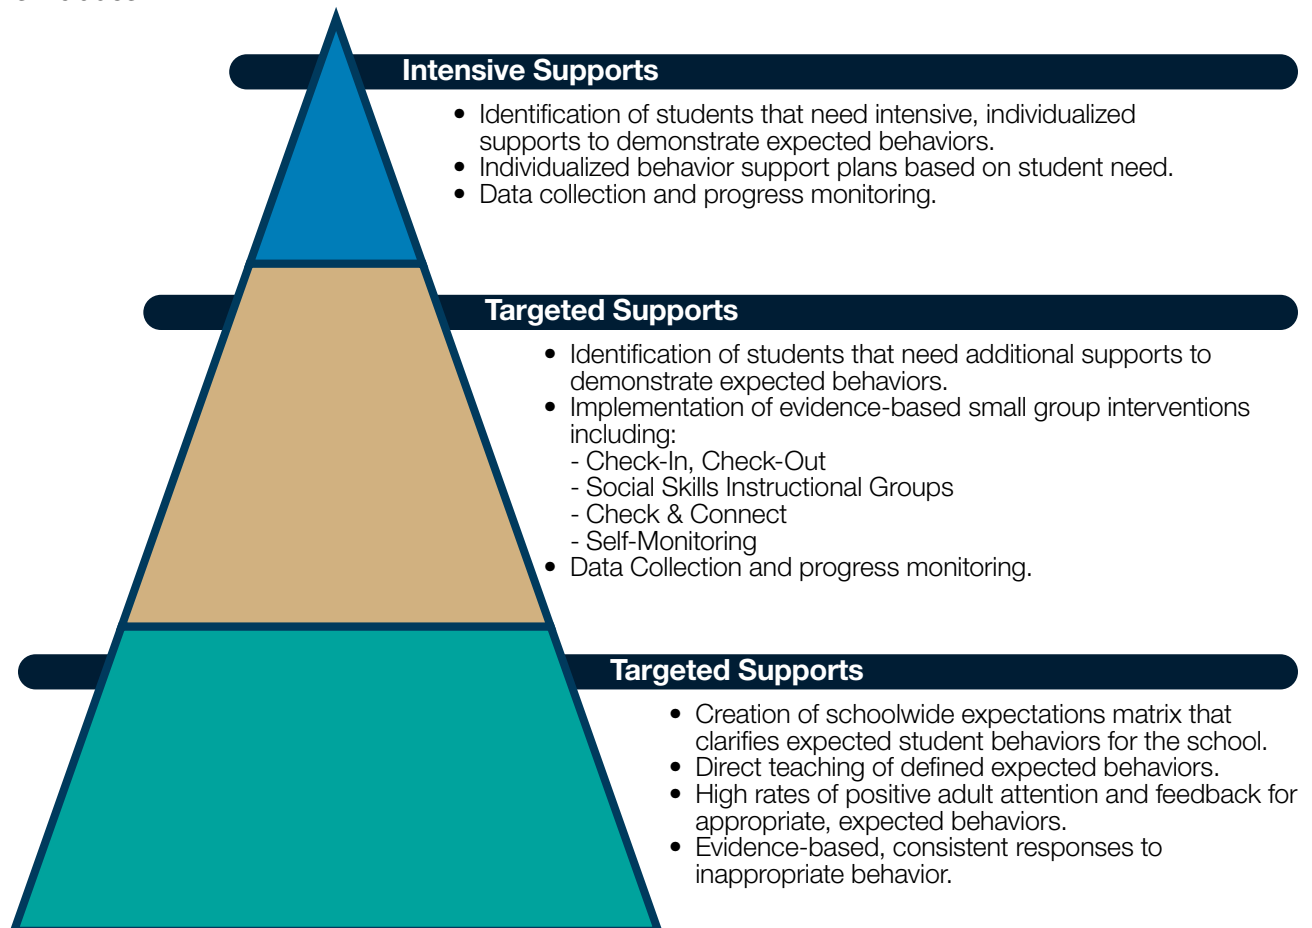 Intensive Supports
• Identification of students that need intensive, individualized
supports to demonstrate expected behaviors.
• Individualized behavior support plans based on student need.
• Data collection and progress monitoring.
Targeted Supports
• Identification of students that need additional supports to
demonstrate expected behaviors.
• Implementation of evidence-based small group interventions
including:
- Check-In, Check-Out
- Social Skills Instructional Groups
- Check & Connect
- Self-Monitoring
• Data Collection and progress monitoring.
Targeted Supports
• Creation of schoolwide expectations matrix that
clarifies expected student behaviors for the school.
• Direct teaching of defined expected behaviors.
• High rates of positive adult attention and feedback for
appropriate, expected behaviors.
• Evidence-based, consistent responses to
inappropriate behavior.